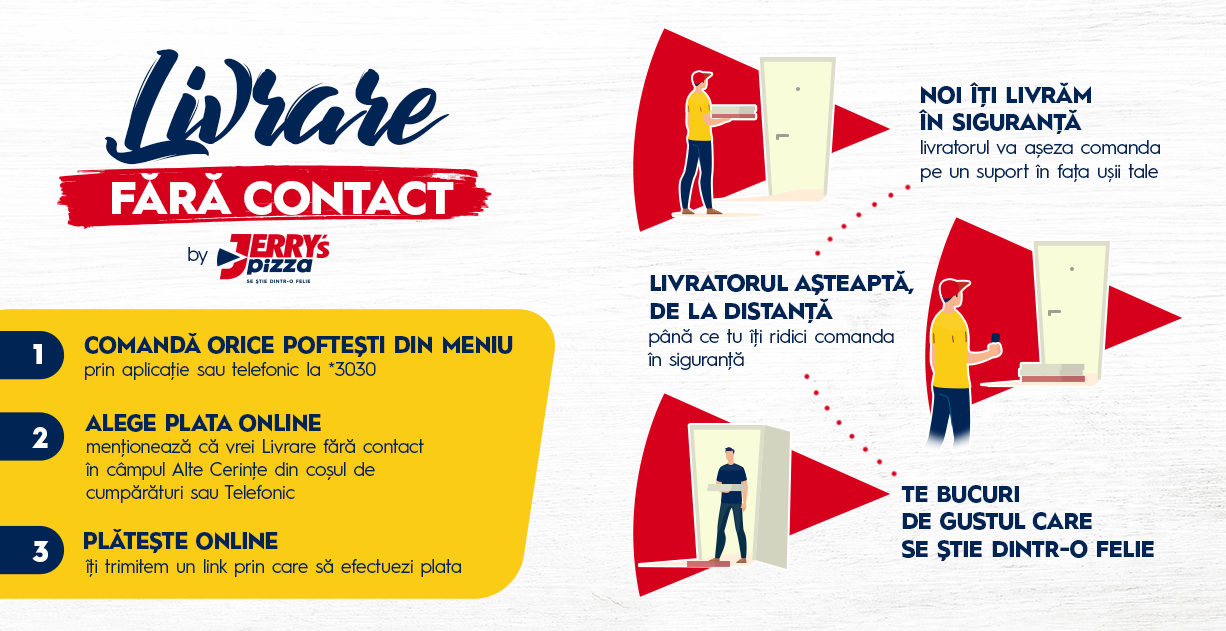 Livrare
FĂRĂ CONTACT
by JERRY'S
pizza
SE ȘTIE DINTR-O FELIE
1
COMANDĂ ORICE POFTEȘTI DIN MENIU
prin aplicație sau telefonic la *3030
2
ALEGE PLATA ONLINE
menționează că vrei Livrare fără contact
în câmpul Alte Cerințe din coșul de
cumpărături sau Telefonic
3
PLĂTEȘTE ONLINE
îți trimitem un link prin care să efectuezi plata
NOI ÎȚI LIVRĂM
ÎN SIGURANȚĂ
livratorul va așeza comanda
pe un suport în fața ușii tale
LIVRATORUL AȘTEAPTĂ,
DE LA DISTANȚĂ
până ce tu îți ridici comanda
în siguranță
TE BUCURI
DE GUSTUL CARE
SE ȘTIE DINTR-O FELIE